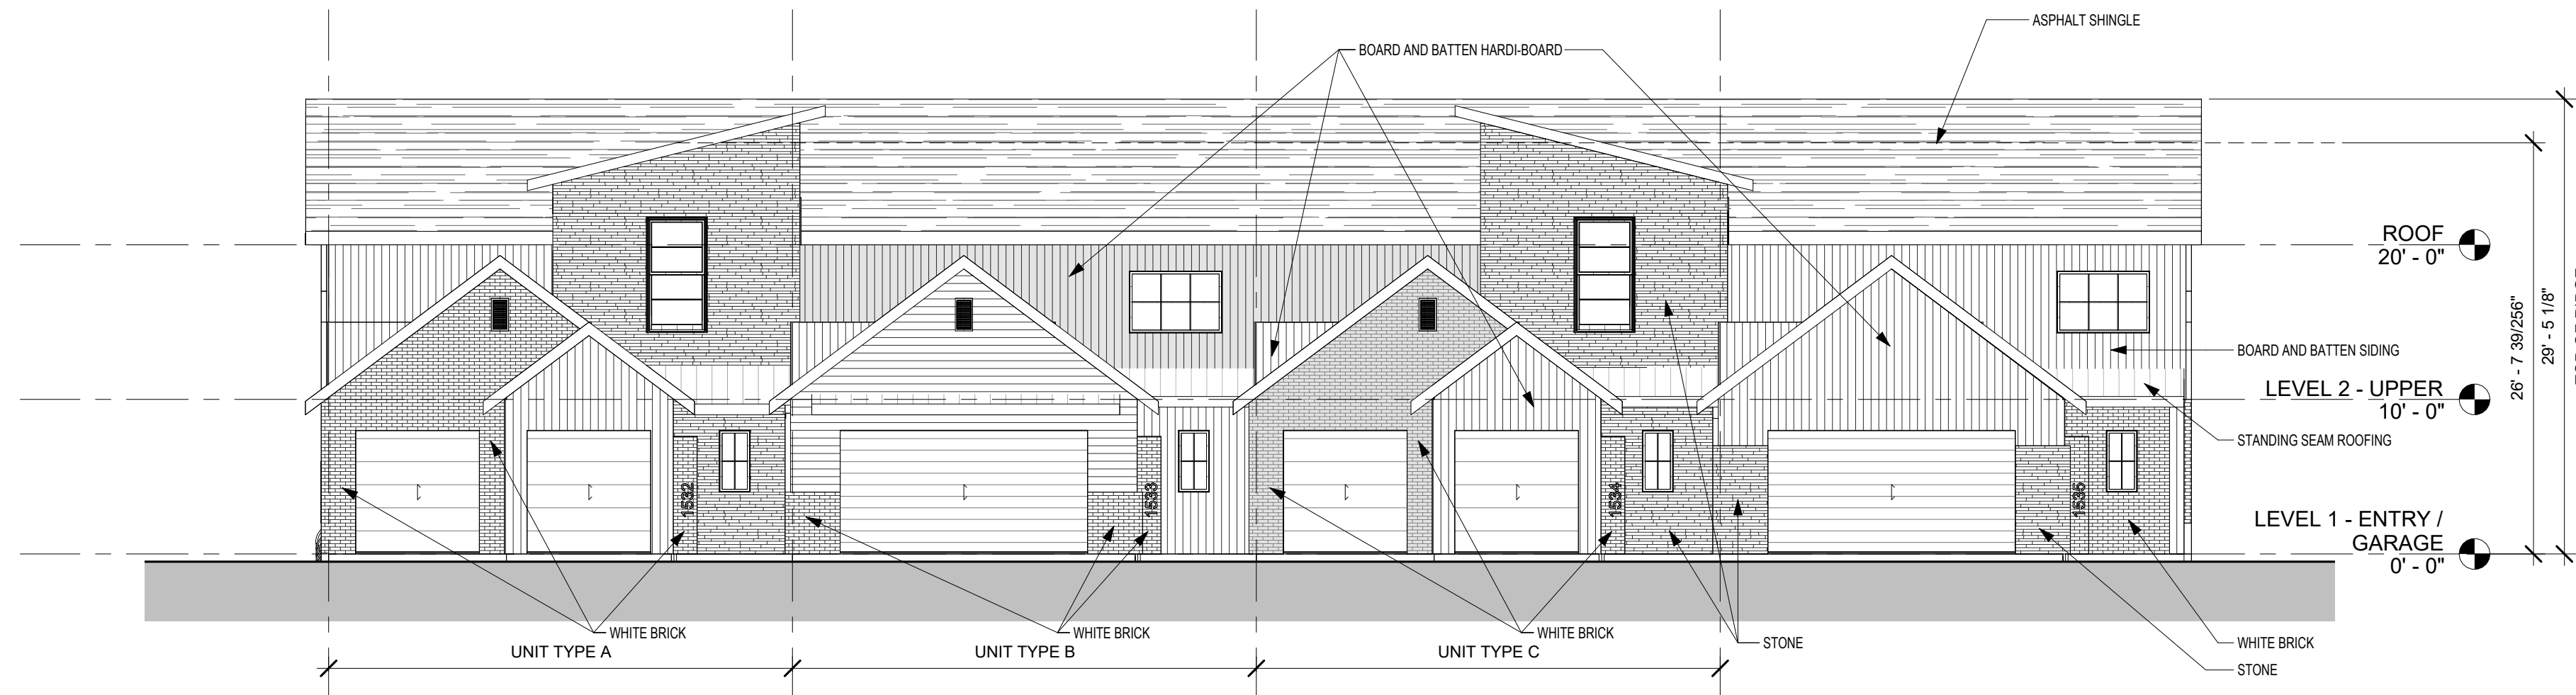 ASPHALT SHINGLE
BOARD AND BATTEN HARDI-BOARD
ROOF
20' - 0"
26' - 7 39/256"
29' - 5 1/8"
BOARD AND BATTEN SIDING
LEVEL 2 - UPPER
10' - 0"
STANDING SEAM ROOFING
1532
1533
1534
1535
LEVEL 1 - ENTRY /
GARAGE
0' - 0"
WHITE BRICK
WHITE BRICK
WHITE BRICK
STONE
WHITE BRICK
STONE
UNIT TYPE A
UNIT TYPE B
UNIT TYPE C